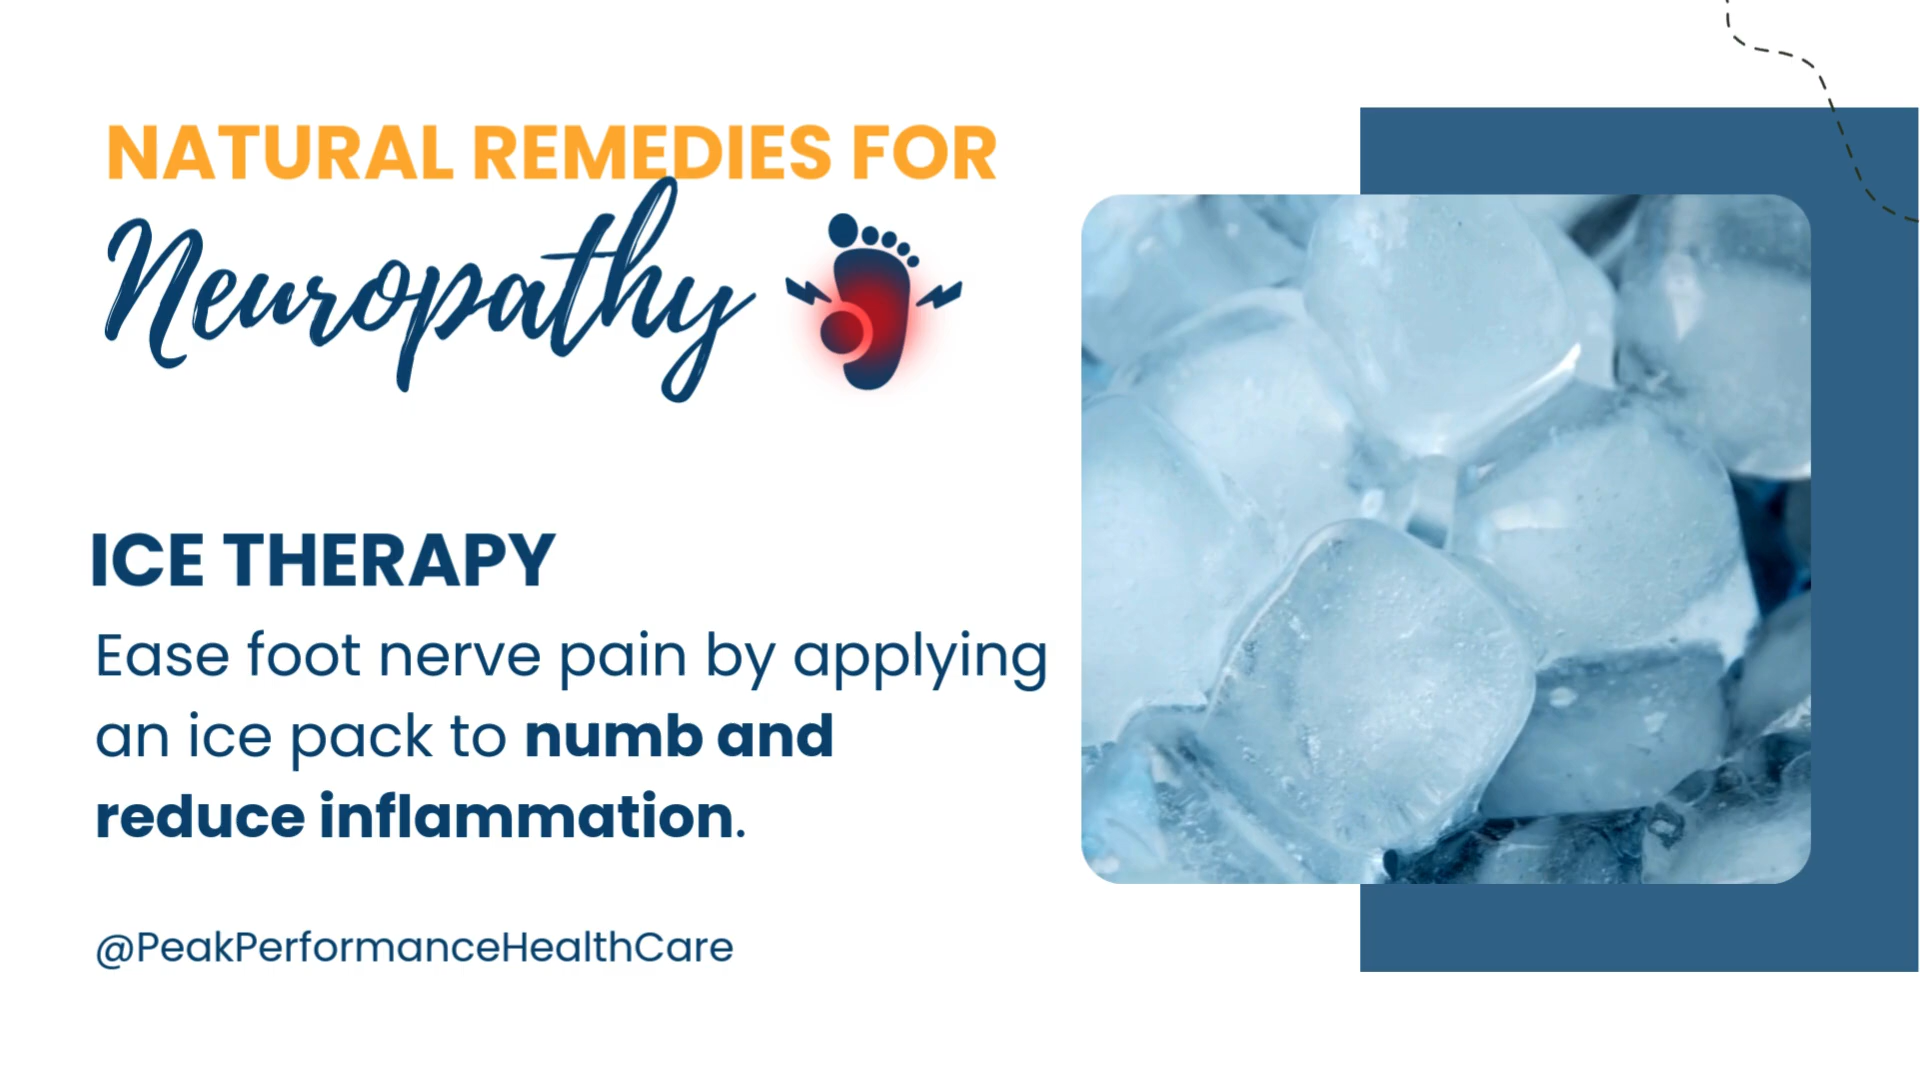 NATURAL REMEDIES FOR
Neuropathy
ICE THERAPY
Ease foot nerve pain by applying
an ice pack to numb and
reduce inflammation.
@PeakPerformanceHealthCare